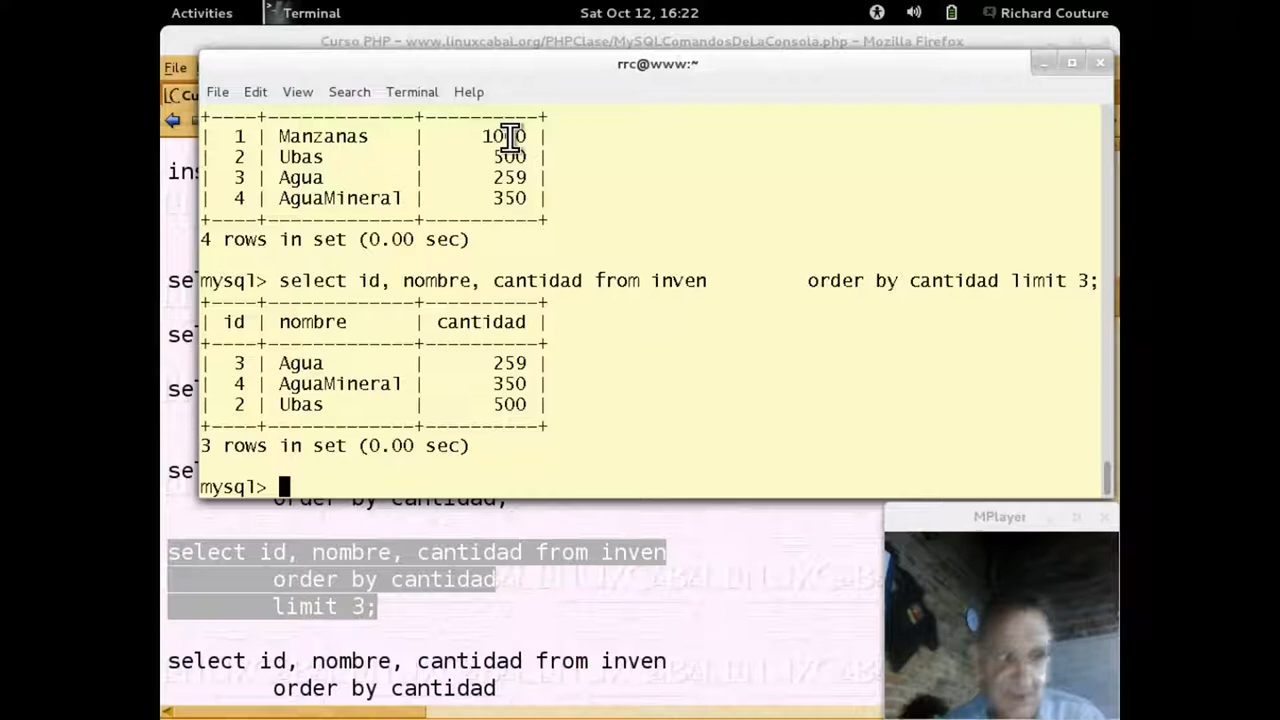 Activities
Terminal
Sat Oct 12, 16:22
Richard Couture
Curso PHP – www.linuxcabal.org/PHPClase/MySQLComandosDeLaConsola.php – Mozilla Firefox
rrc@www:~
File
File Edit View Search Terminal Help
+----+-------------+----------+
| 1 | Manzanas | 1000 |
| 2 | Ubas | 500 |
| 3 | Agua | 259 |
| 4 | AguaMineral | 350 |
+----+-------------+----------+
4 rows in set (0.00 sec)
mysql> select id, nombre, cantidad from inven order by cantidad limit 3;
+----+-------------+----------+
| id | nombre | cantidad |
+----+-------------+----------+
| 3 | Agua | 259 |
| 4 | AguaMineral | 350 |
| 2 | Ubas | 500 |
+----+-------------+----------+
3 rows in set (0.00 sec)
mysql>
order by cantidad;
select id, nombre, cantidad from inven
order by cantidad
limit 3;
select id, nombre, cantidad from inven
order by cantidad
MPlayer